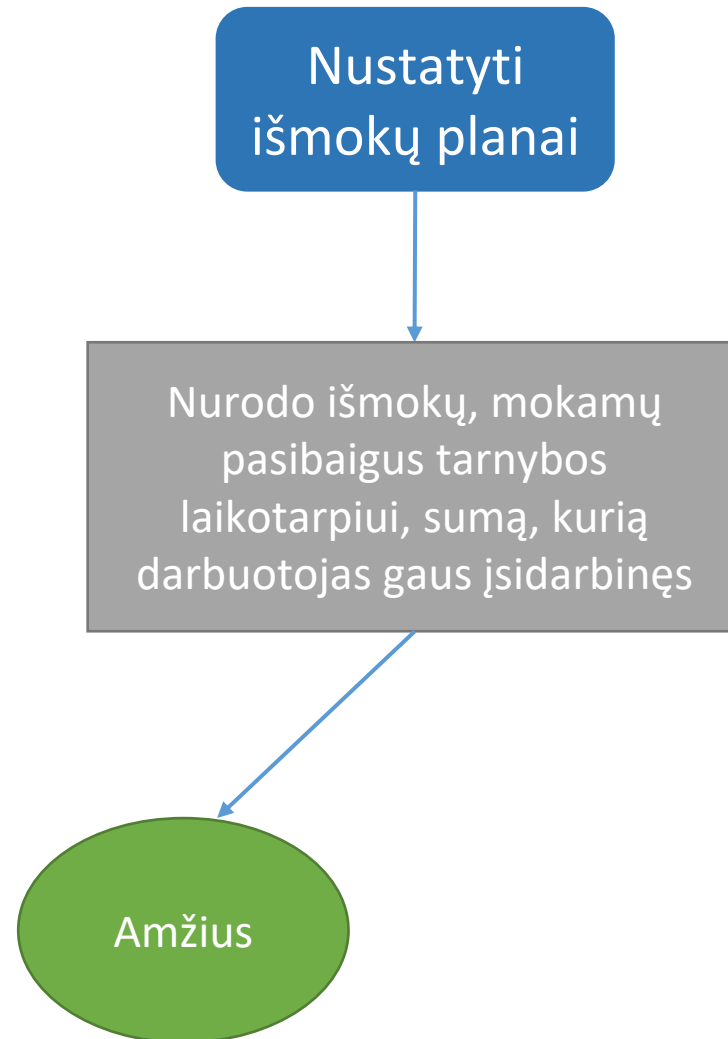 Nustatyti
išmokų planai
Nurodo išmokų, mokamų
pasibaigus tarnybos
laikotarpiui, sumą, kurią
darbuotojas gaus įsidarbinęs
Amžius